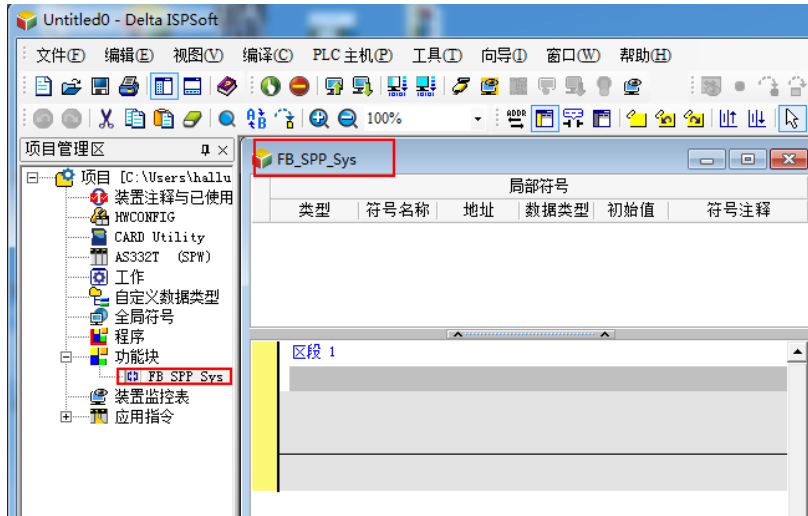 Untitled0 - Delta ISPSoft
文件(F) 编辑(E) 视图(V) 编译(C) PLC 主机(P) 工具(T) 向导(I) 窗口(W) 帮助(H)
100%
项目管理区
FB_SPP_Sys
项目 [C:\Users\hallu
装置注释与已使用
HWCONFIG
CARD Utility
AS332T (SPW)
工作
自定义数据类型
全局符号
程序
功能块
FB SPP Sys
装置监控表
应用指令
局部符号
类型 符号名称 地址 数据类型 初始值 符号注释
区段 1